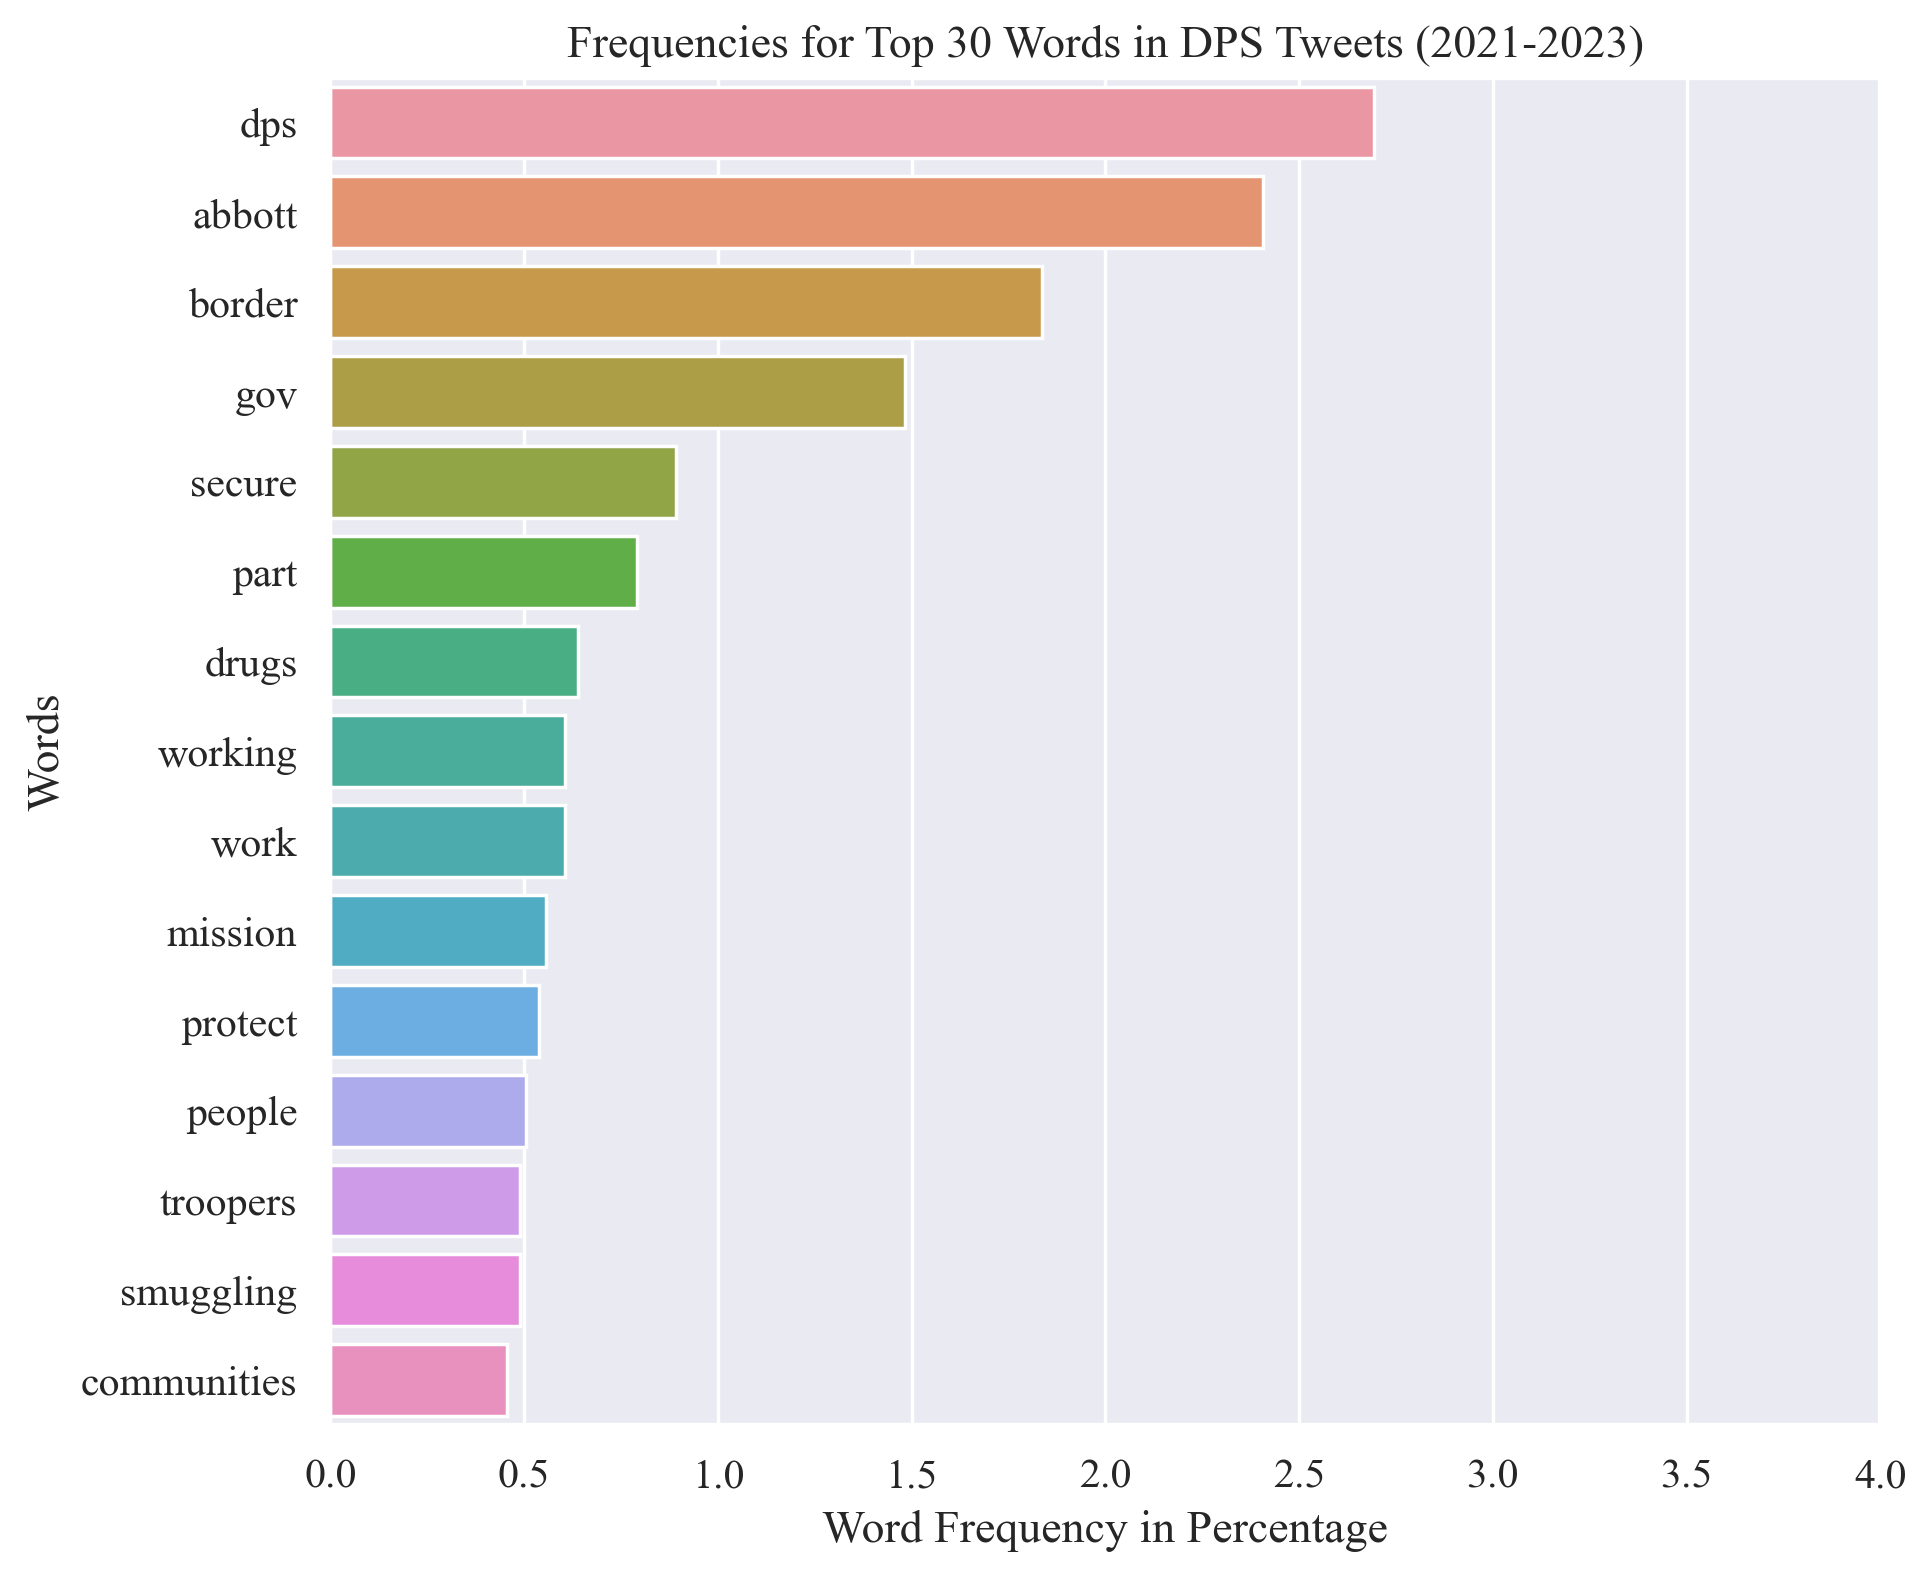 Frequencies for Top 30 Words in DPS Tweets (2021-2023)
dps
abbott
border
gov
secure
part
drugs
working
work
mission
protect
people
troopers
smuggling
communities
Words
0.0 0.5 1.0 1.5 2.0 2.5 3.0 3.5 4.0
Word Frequency in Percentage